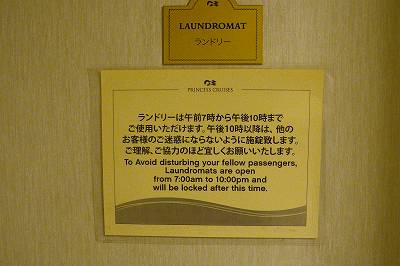 LAUNDROMAT
ランドリー
PRINCESS CRUISES
ランドリーは午前7時から午後10時まで
ご使用いただけます。午後10時以降は、他の
お客様のご迷惑にならないように施錠致します。
ご理解、ご協力のほど宜しくお願いいたします。
To Avoid disturbing your fellow passengers,
Laundromats are open
from 7:00am to 10:00pm and
will be locked after this time.